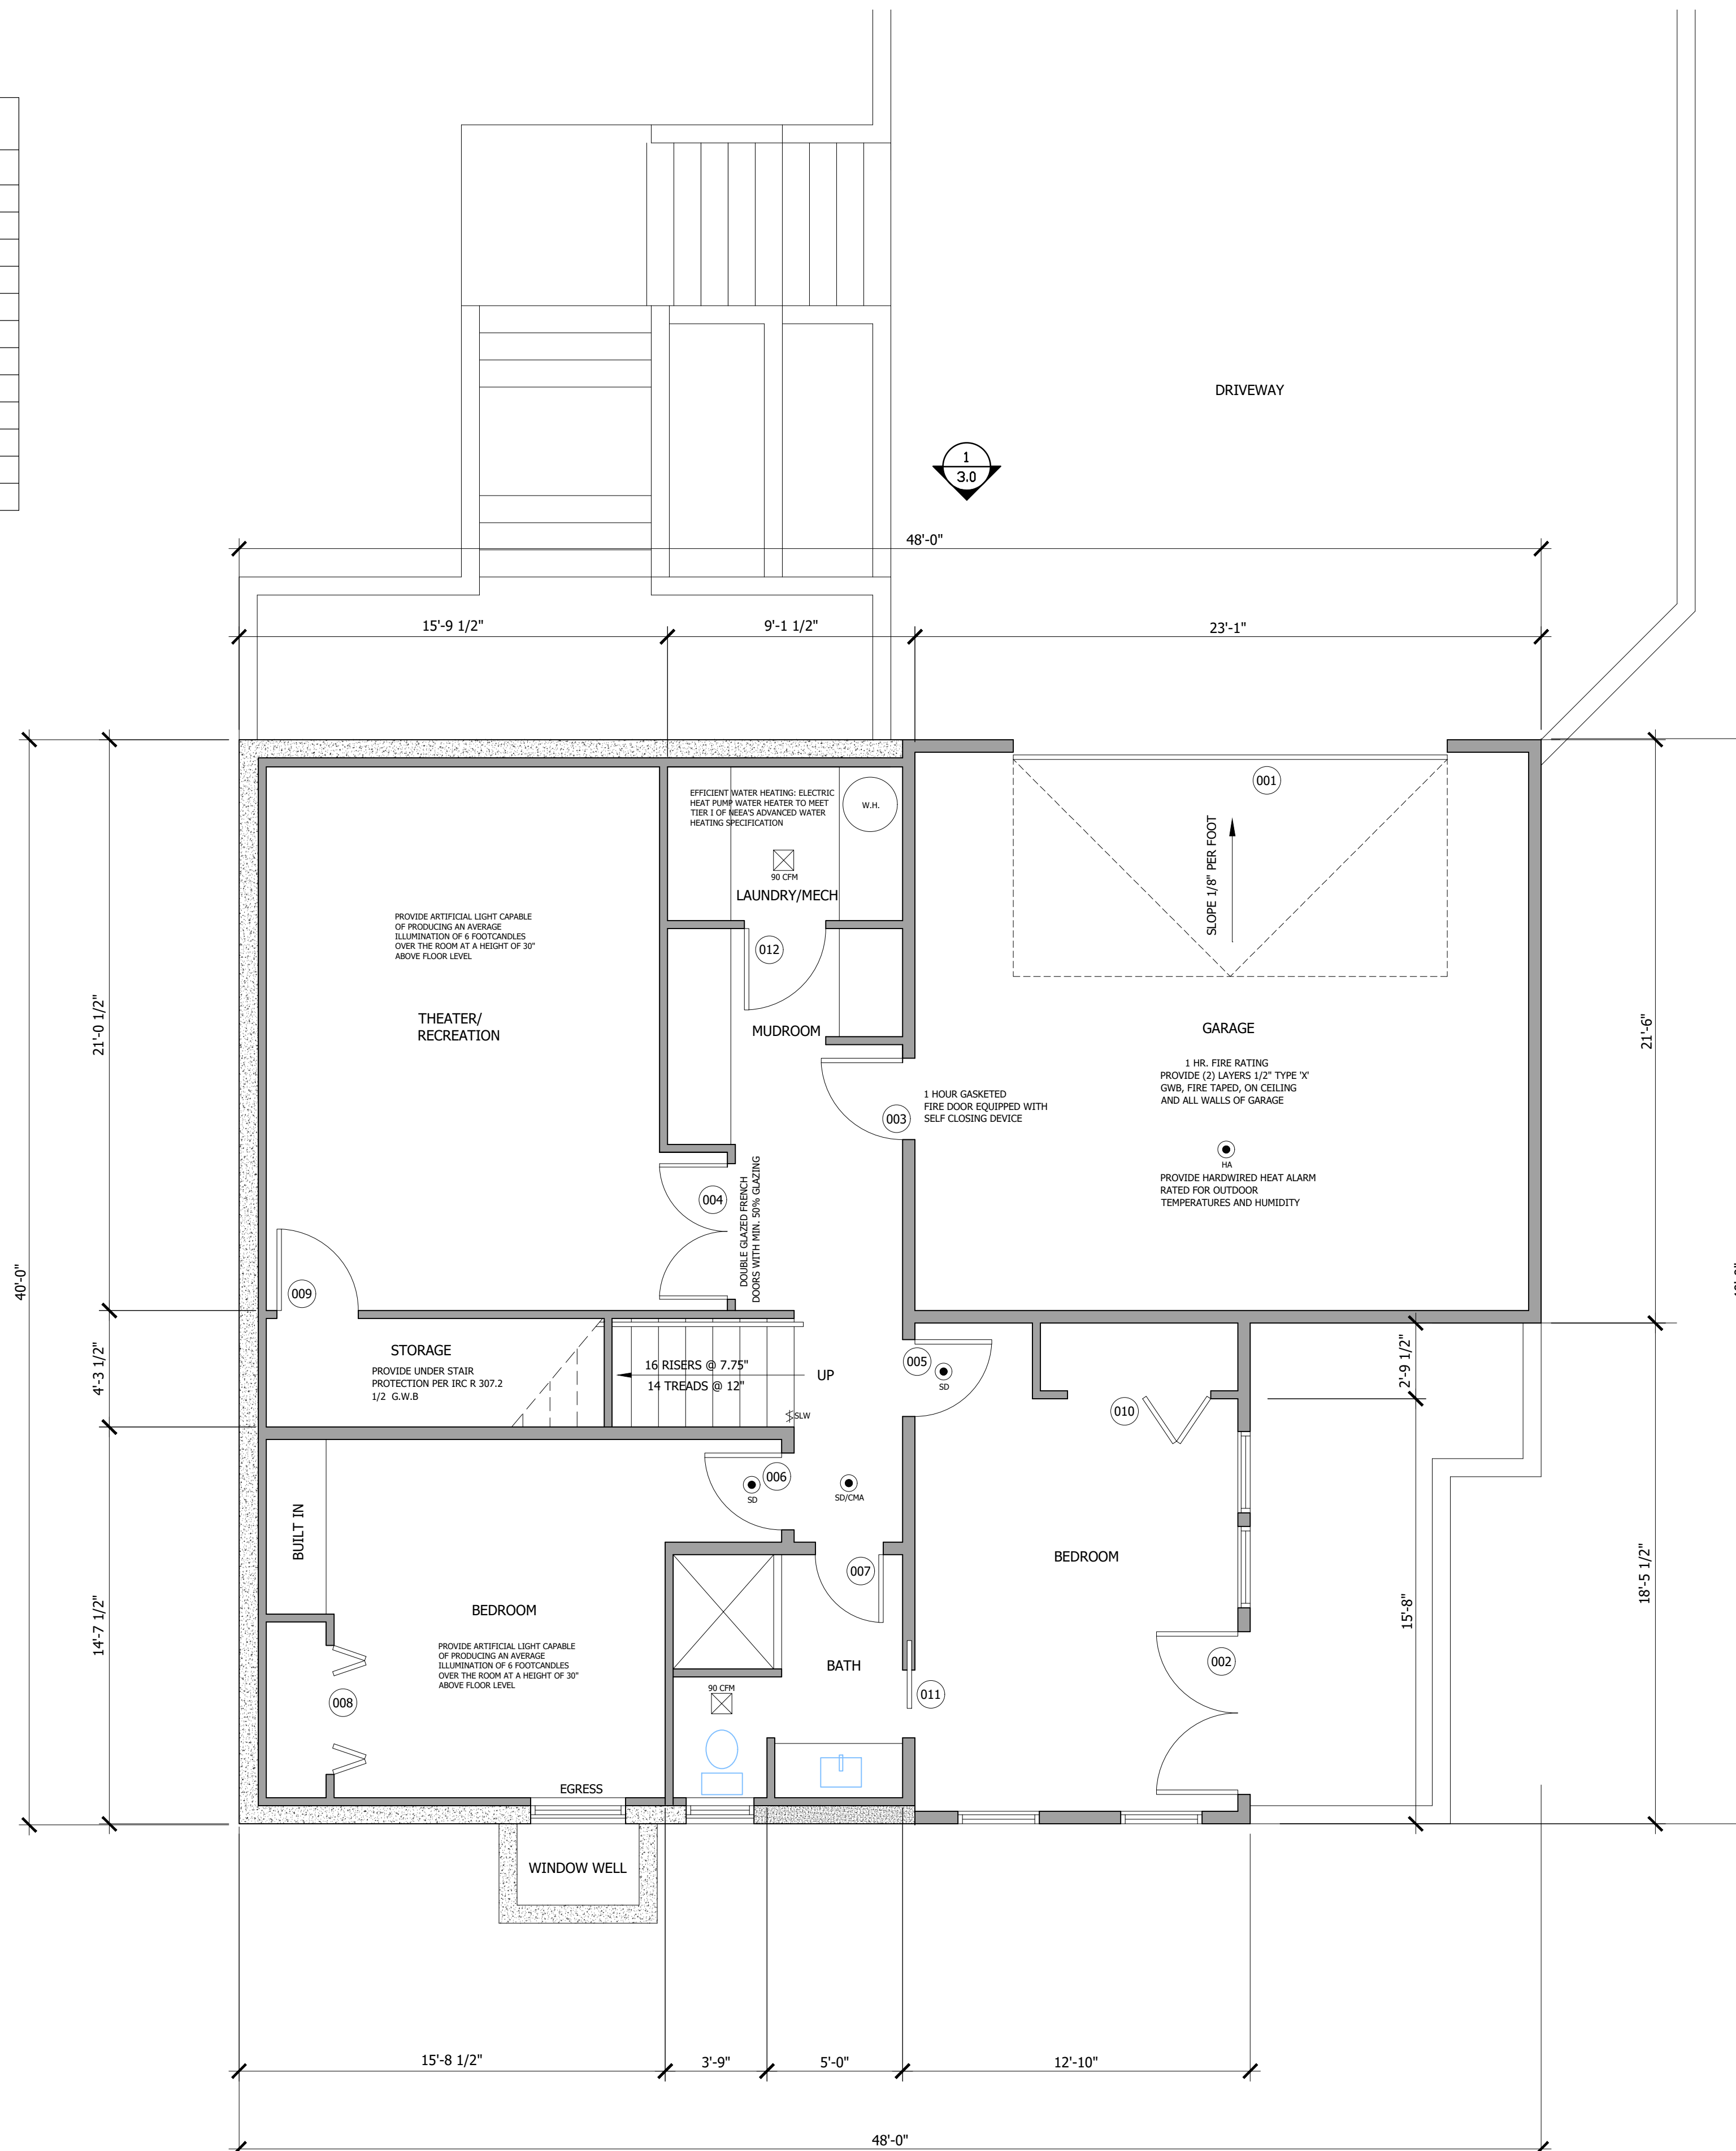 DRIVEWAY
1
3.0
48'-0"
15'-9 1/2"
9'-1 1/2"
23'-1"
001
EFFICIENT WATER HEATING: ELECTRIC
HEAT PUMP WATER HEATER TO MEET
TIER I OF NEEA'S ADVANCED WATER
HEATING SPECIFICATION
W.H.
90 CFM
LAUNDRY/MECH
SLOPE 1/8" PER FOOT
PROVIDE ARTIFICIAL LIGHT CAPABLE
OF PRODUCING AN AVERAGE
ILLUMINATION OF 6 FOOTCANDLES
OVER THE ROOM AT A HEIGHT OF 30"
ABOVE FLOOR LEVEL
012
THEATER/
RECREATION
MUDROOM
GARAGE
21'-0 1/2"
21'-6"
1 HR. FIRE RATING
PROVIDE (2) LAYERS 1/2" TYPE 'X'
GWB, FIRE TAPED, ON CEILING
AND ALL WALLS OF GARAGE
1 HOUR GASKETED
FIRE DOOR EQUIPPED WITH
SELF CLOSING DEVICE
003
HA
PROVIDE HARDWIRED HEAT ALARM
RATED FOR OUTDOOR
TEMPERATURES AND HUMIDITY
004
DOUBLE GLAZED FRENCH
DOORS WITH MIN. 50% GLAZING
40'-0"
009
STORAGE
PROVIDE UNDER STAIR
PROTECTION PER IRC R 307.2
1/2 G.W.B
16 RISERS @ 7.75"
14 TREADS @ 12"
UP
SLW
005
SD
4'-3 1/2"
2'-9 1/2"
010
006
SD
SD/CMA
BUILT IN
BEDROOM
007
18'-5 1/2"
14'-7 1/2"
15'-8"
BEDROOM
PROVIDE ARTIFICIAL LIGHT CAPABLE
OF PRODUCING AN AVERAGE
ILLUMINATION OF 6 FOOTCANDLES
OVER THE ROOM AT A HEIGHT OF 30"
ABOVE FLOOR LEVEL
BATH
002
90 CFM
011
008
EGRESS
WINDOW WELL
15'-8 1/2"
3'-9"
5'-0"
12'-10"
48'-0"